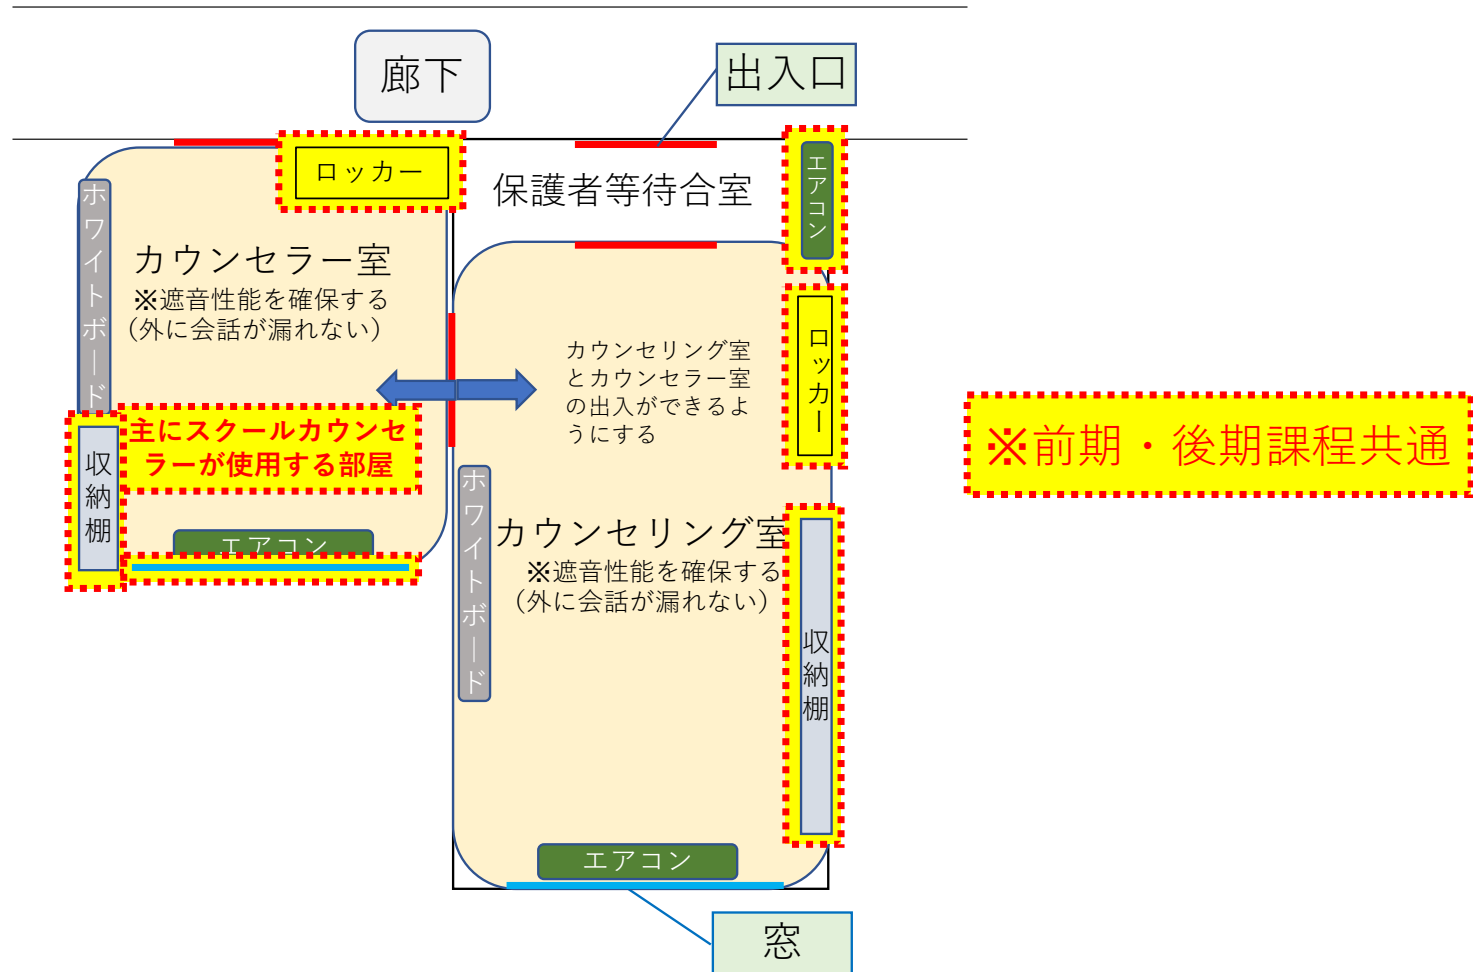 廊下
出入口
ロッカー
エアコン
保護者等待合室
ホワイトボード
カウンセラー室
※遮音性能を確保する
（外に会話が漏れない）
カウンセリング室
とカウンセラー室
の出入ができるよ
うにする
ロッカー
主にスクールカウンセ
ラーが使用する部屋
※前期・後期課程共通
収納棚
エアコン
ホワイトボード
カウンセリング室
※遮音性能を確保する
（外に会話が漏れない）
収納棚
エアコン
窓